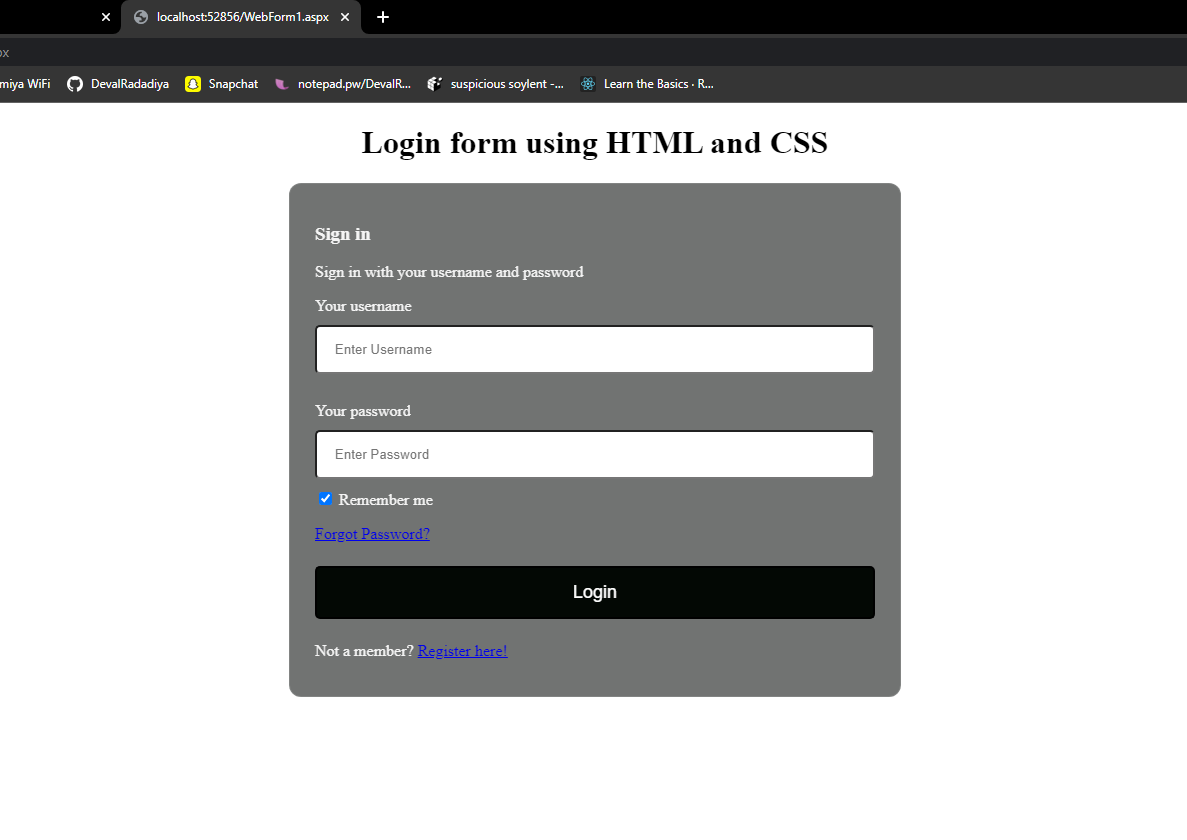 localhost:52856/WebForm1.aspx
miya WiFi DevalRadadiya Snapchat notepad.pw/DevalR... suspicious soylent -... Learn the Basics · R...
Login form using HTML and CSS
Sign in
Sign in with your username and password
Your username
Enter Username
Your password
Enter Password
Remember me
Forgot Password?
Login
Not a member? Register here!